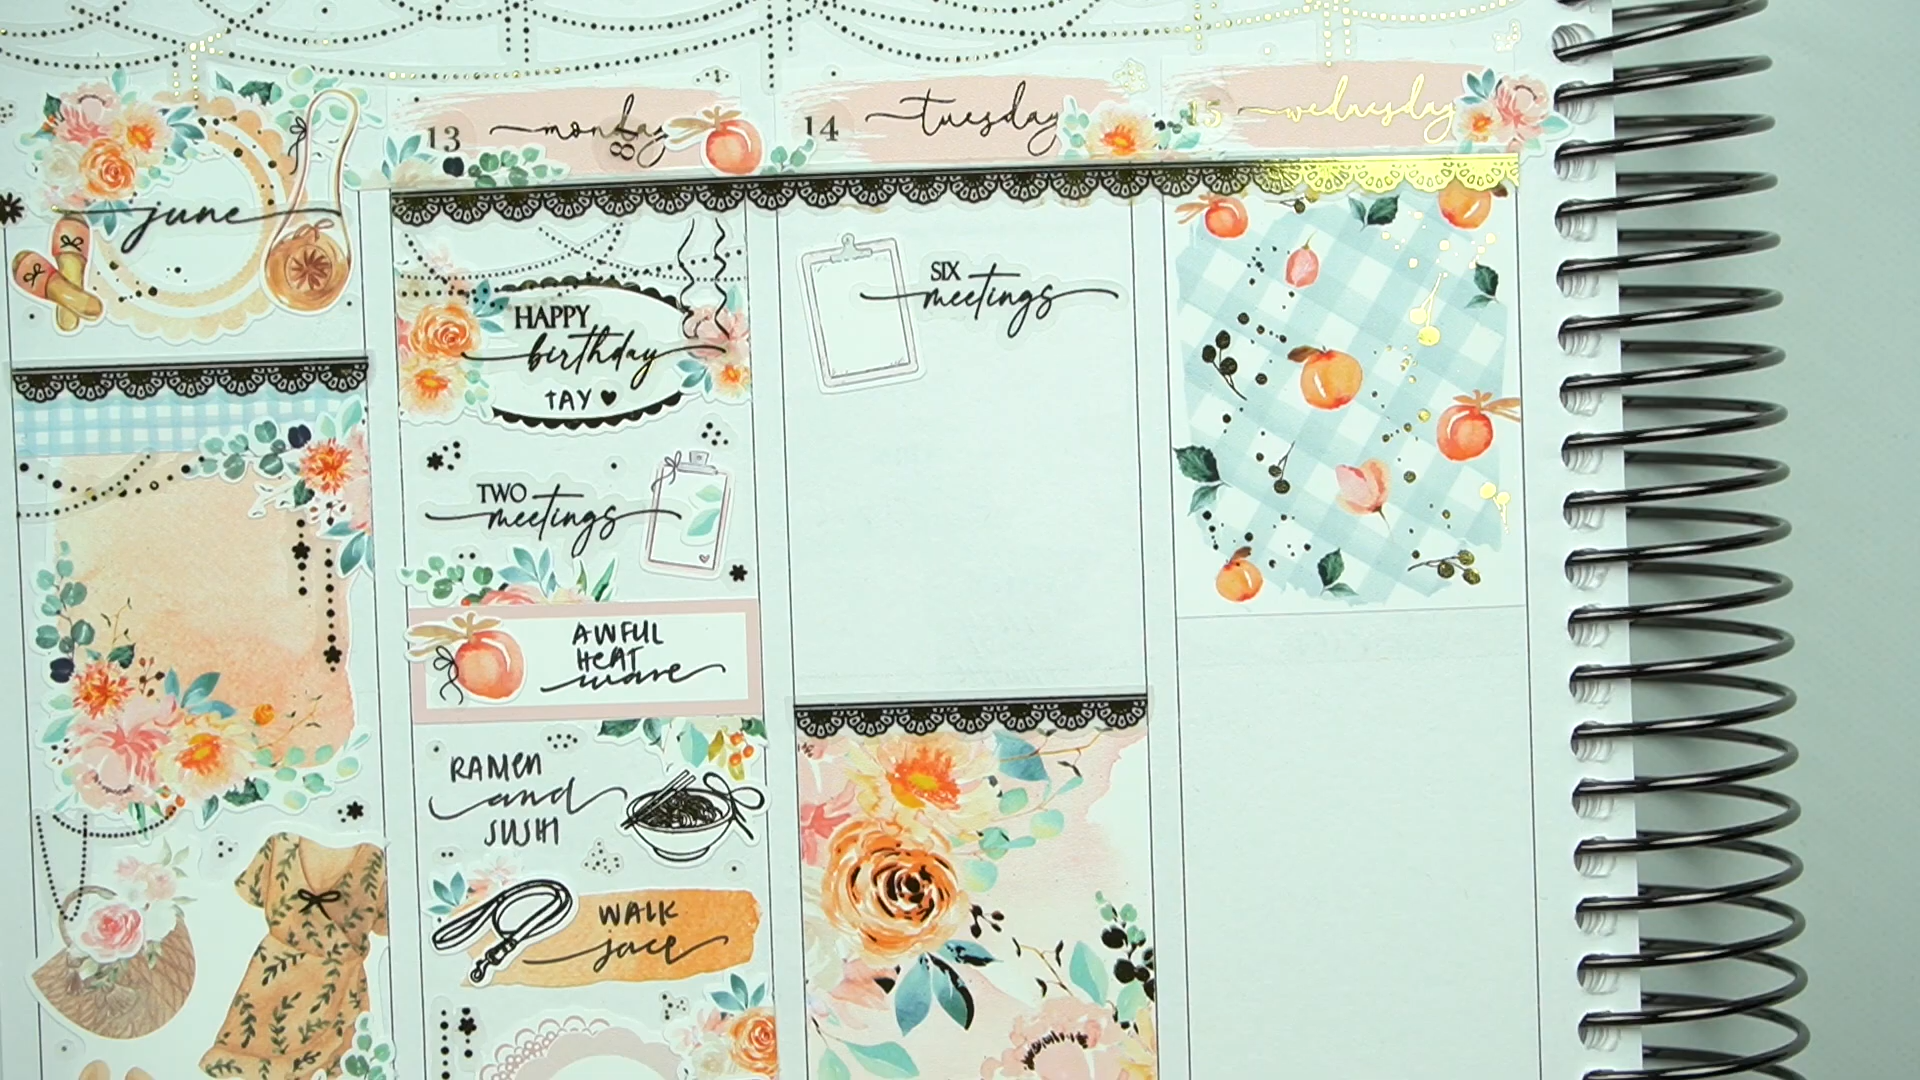 june
13 monday
8
HAPPY
birthday
TAY ♥
TWO
meetings
AWFUL
HEAT
wave
RAMEN
and
SUSHI
WALK
jace
14 tuesday
SIX
meetings
15 wednesday